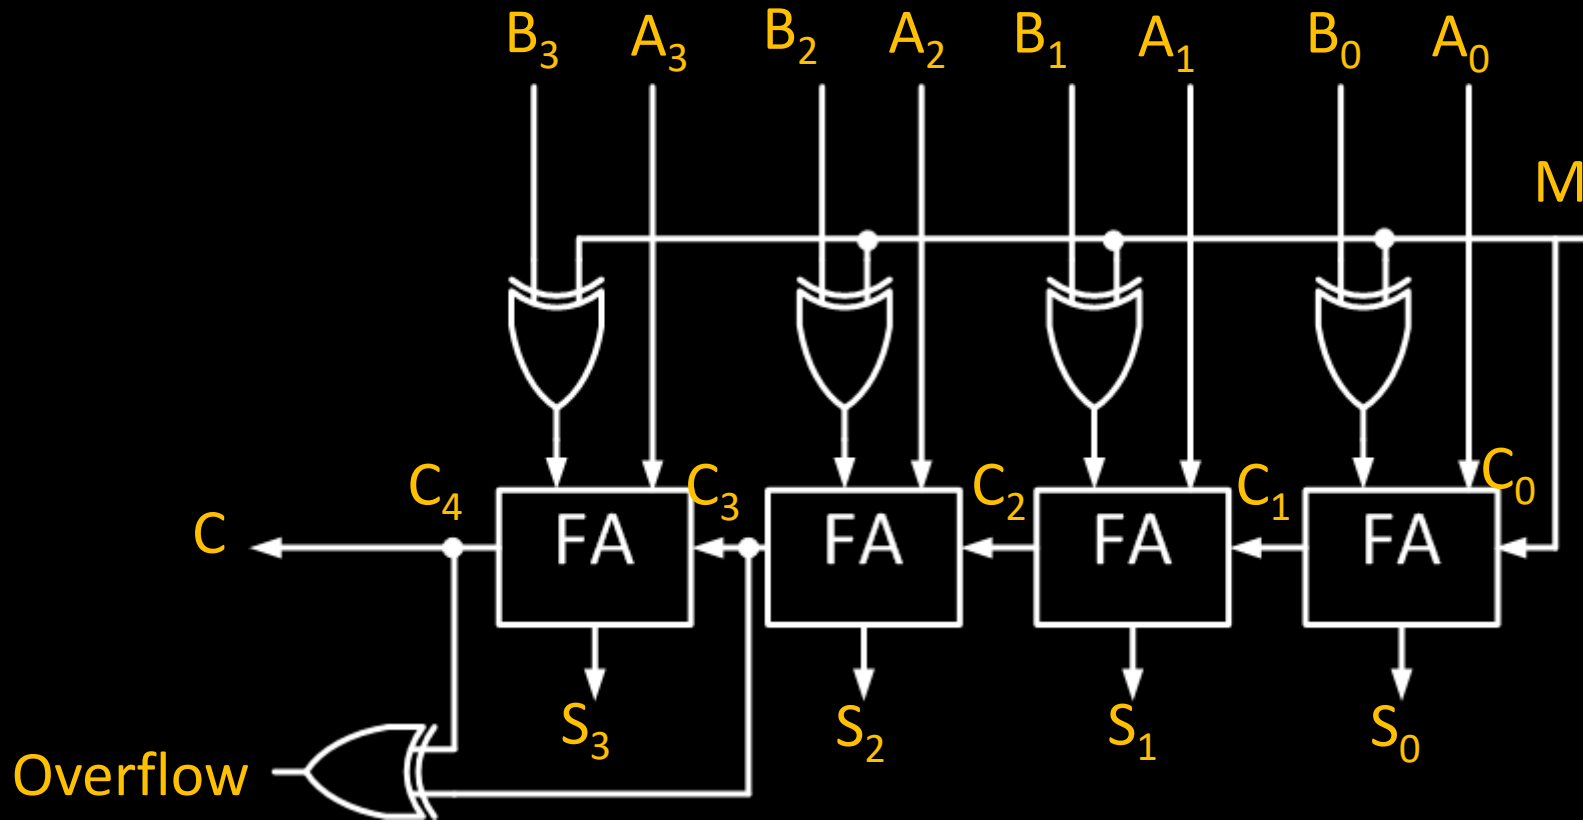 B₃ A₃ B₂ A₂ B₁ A₁ B₀ A₀
M
C₄ C₃ C₂ C₁ C₀
C FA FA FA FA
S₃ S₂ S₁ S₀
Overflow